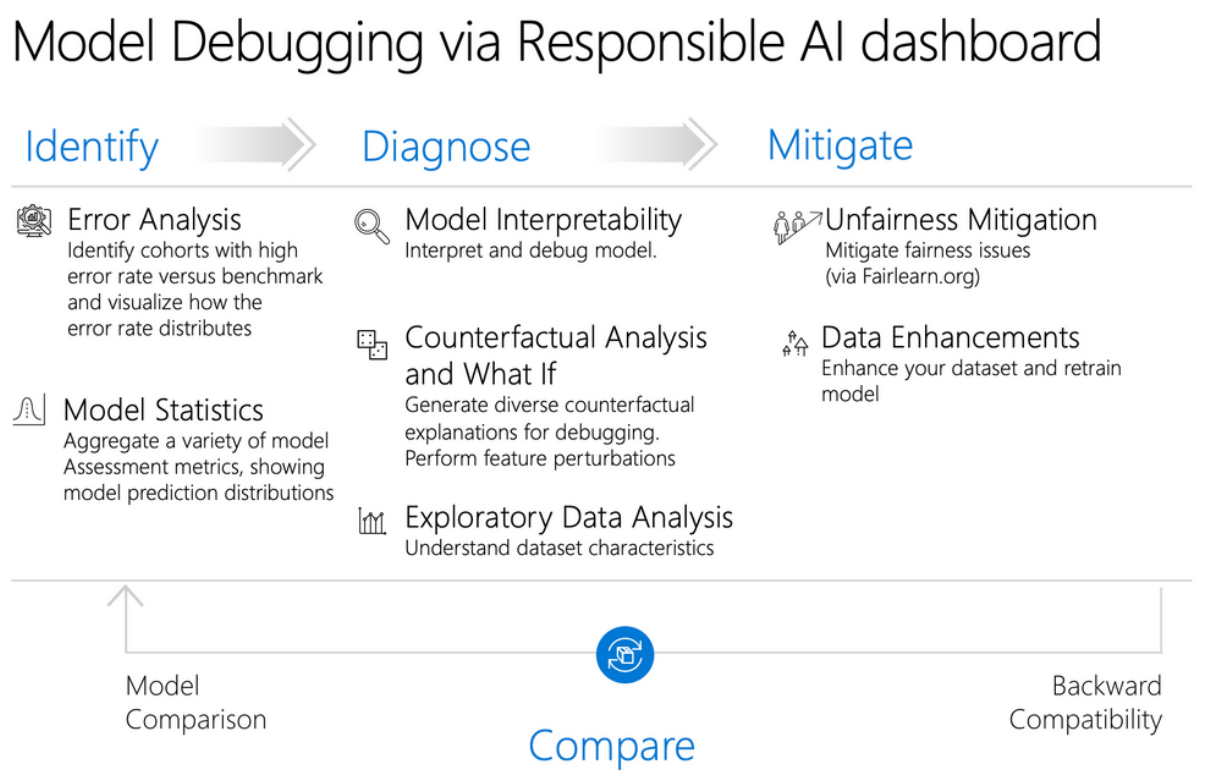 Model Debugging via Responsible AI dashboard
Identify
Diagnose
Mitigate
Error Analysis
Identify cohorts with high
error rate versus benchmark
and visualize how the
error rate distributes
Model Statistics
Aggregate a variety of model
Assessment metrics, showing
model prediction distributions
Model Interpretability
Interpret and debug model.
Counterfactual Analysis
and What If
Generate diverse counterfactual
explanations for debugging.
Perform feature perturbations
Exploratory Data Analysis
Understand dataset characteristics
Unfairness Mitigation
Mitigate fairness issues
(via Fairlearn.org)
Data Enhancements
Enhance your dataset and retrain
model
Model
Comparison
Compare
Backward
Compatibility